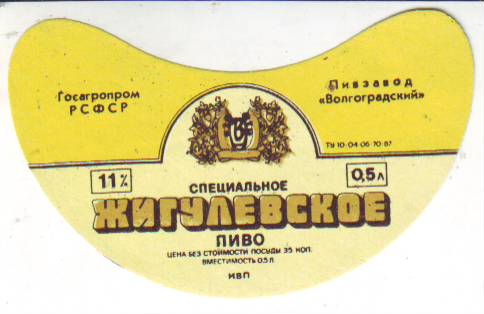 Госагропром
РСФСР
Пивзавод
«Волгоградский»
ТУ 10-04-06-70-87
11%
0,5л
СПЕЦИАЛЬНОЕ
ЖИГУЛЕВСКОЕ
ПИВО
ЦЕНА БЕЗ СТОИМОСТИ ПОСУДЫ 35 КОП.
ВМЕСТИМОСТЬ 0,5 Л.
ИВП